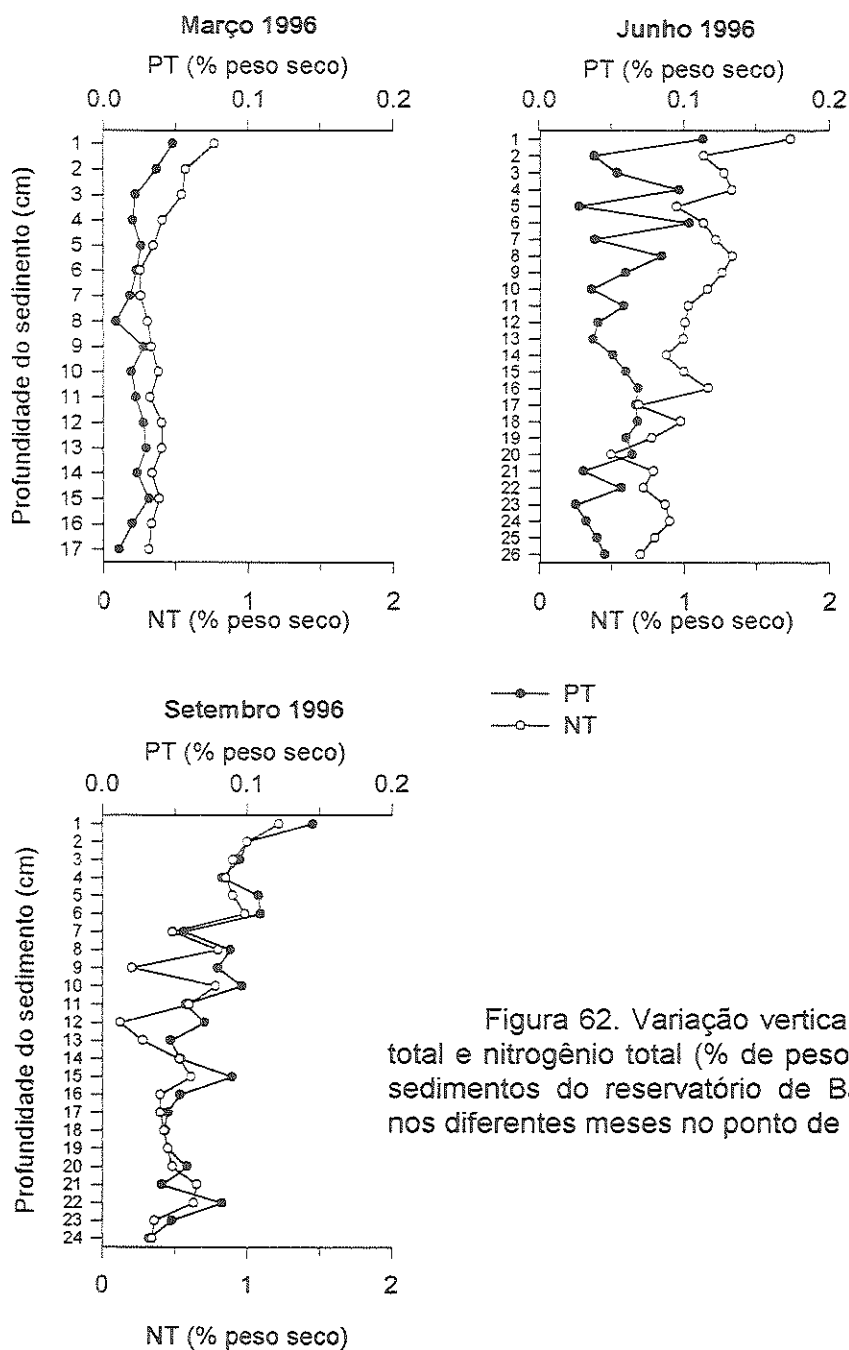 Março 1996
PT (% peso seco)
0.0 0.1 0.2
Profundidade do sedinento (cm)
1
2
3
4
5
6
7
8
9
10
11
12
13
14
15
16
17
0 1 2
NT (% peso seco)
Junho 1996
PT (% peso seco)
0.0 0.1 0.2
1
2
3
4
5
6
7
8
9
10
11
12
13
14
15
16
17
18
19
20
21
22
23
24
25
26
0 1 2
NT (% peso seco)
PT
NT
Setembro 1996
PT (% peso seco)
0.0 0.1 0.2
Profundidade do sedimento (cm)
1
2
3
4
5
6
7
8
9
10
11
12
13
14
15
16
17
18
19
20
21
22
23
24
0 1 2
NT (% peso seco)
Figura 62. Variação vertica
total e nitrogênio total (% de peso
sedimentos do reservatório de Ba
nos diferentes meses no ponto de